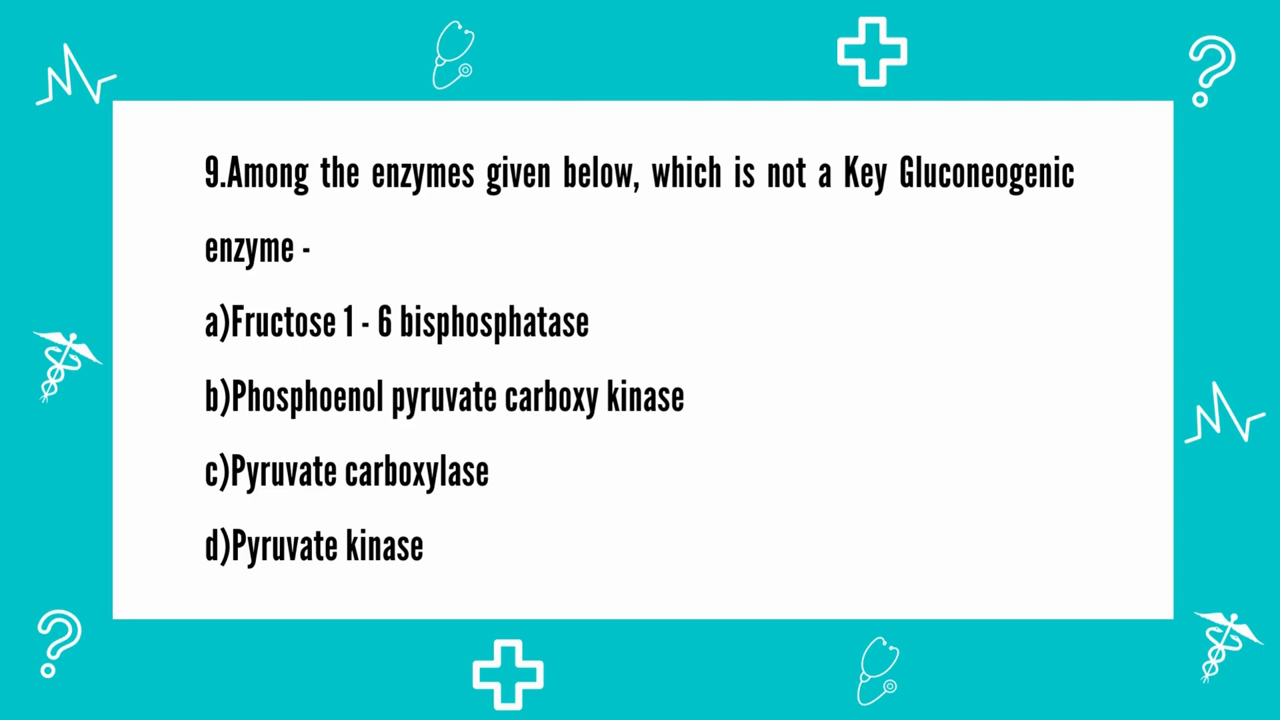 9.Among the enzymes given below, which is not a Key Gluconeogenic
enzyme -
a)Fructose 1 - 6 bisphosphatase
b)Phosphoenol pyruvate carboxy kinase
c)Pyruvate carboxylase
d)Pyruvate kinase